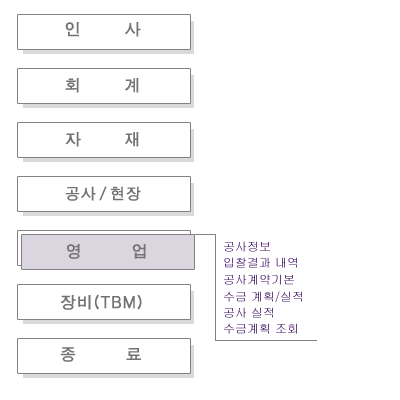 인 사
회 계
자 재
공사/현장
영 업
공사정보
입찰결과 내역
공사계약기본
수금 계획/실적
공사 실적
수금계획 조회
장비(TBM)
종 료